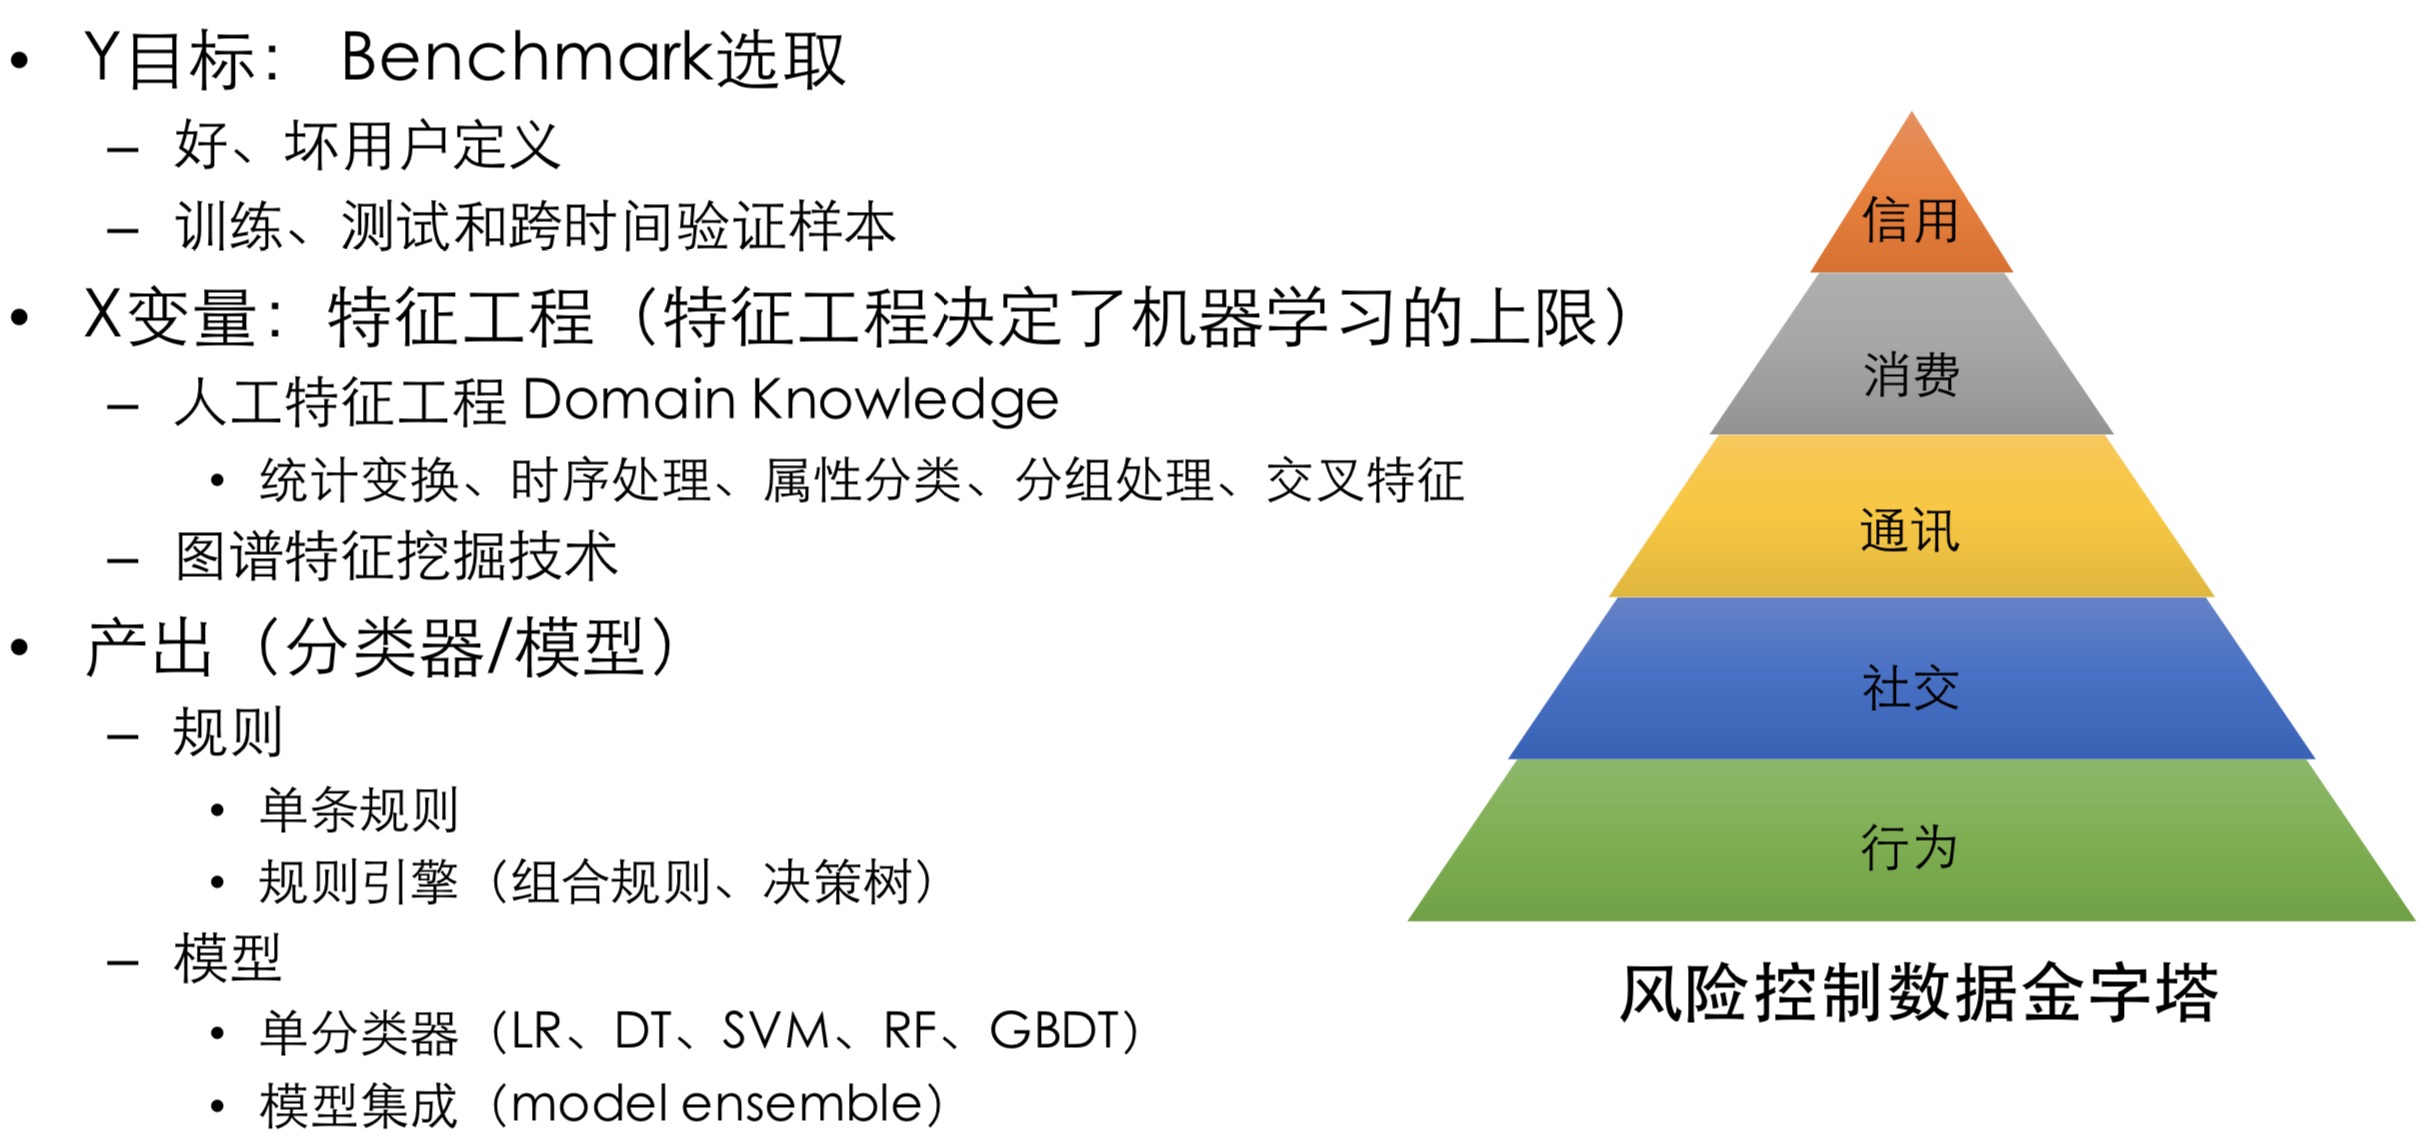 • Y目标： Benchmark选取
– 好、坏用户定义
– 训练、测试和跨时间验证样本
• X变量：特征工程（特征工程决定了机器学习的上限）
– 人工特征工程 Domain Knowledge
• 统计变换、时序处理、属性分类、分组处理、交叉特征
– 图谱特征挖掘技术
• 产出（分类器/模型）
– 规则
• 单条规则
• 规则引擎（组合规则、决策树）
– 模型
• 单分类器（LR、DT、SVM、RF、GBDT）
• 模型集成（model ensemble）
信用
消费
通讯
社交
行为
风险控制数据金字塔